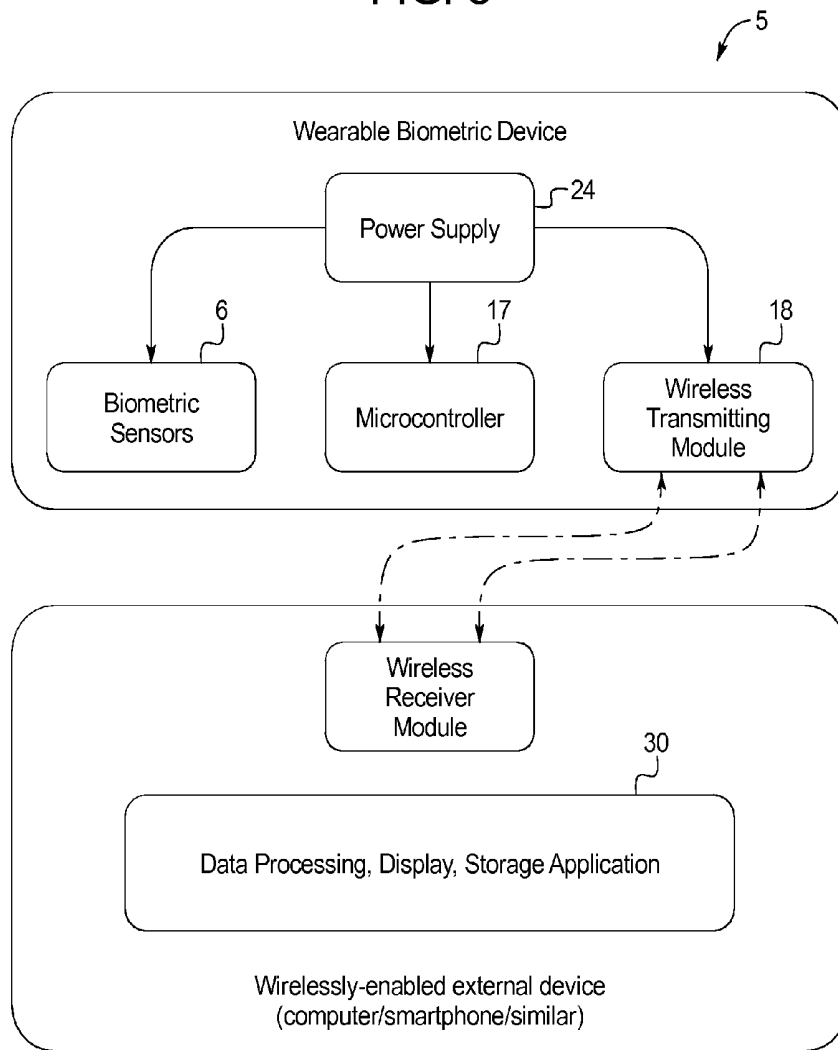 5
Wearable Biometric Device
24
Power Supply
6
17
18
Biometric
Sensors
Microcontroller
Wireless
Transmitting
Module
Wireless
Receiver
Module
30
Data Processing, Display, Storage Application
Wirelessly-enabled external device
(computer/smartphone/similar)